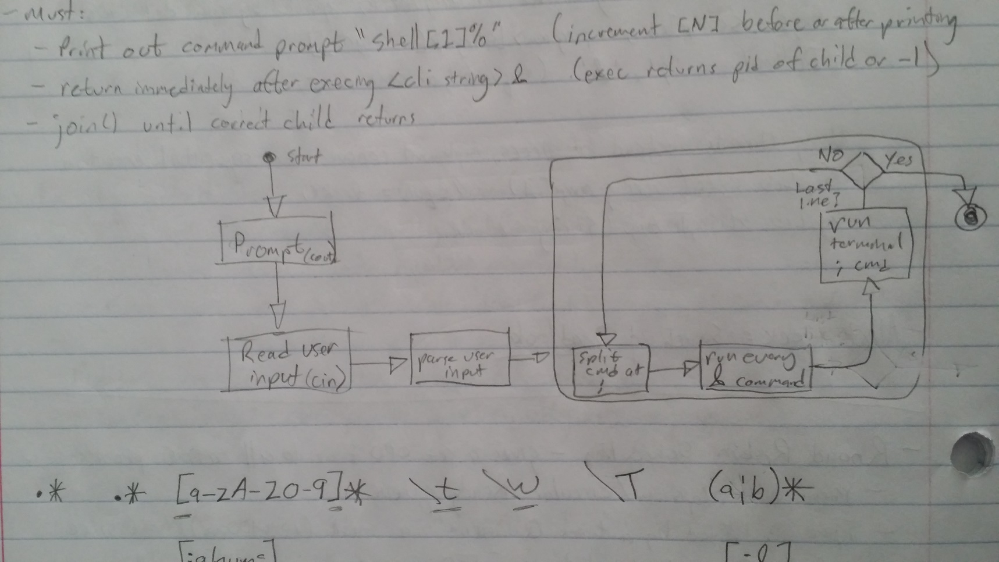 - Must:
- Print out command prompt "shell[1]%" (increment [N] before or after printing
- return immediately after execing <cli string> & (exec returns pid of child or -1)
- join() until correct child returns
start
NO
Yes
Last
line?
run
terminal
; cmd
Prompt (cout)
Read user
input (cin)
parse user
input
split
cmd at
;
run every
& command
.* .* [a-zA-Z0-9]* \t \w \T (a¦b)*